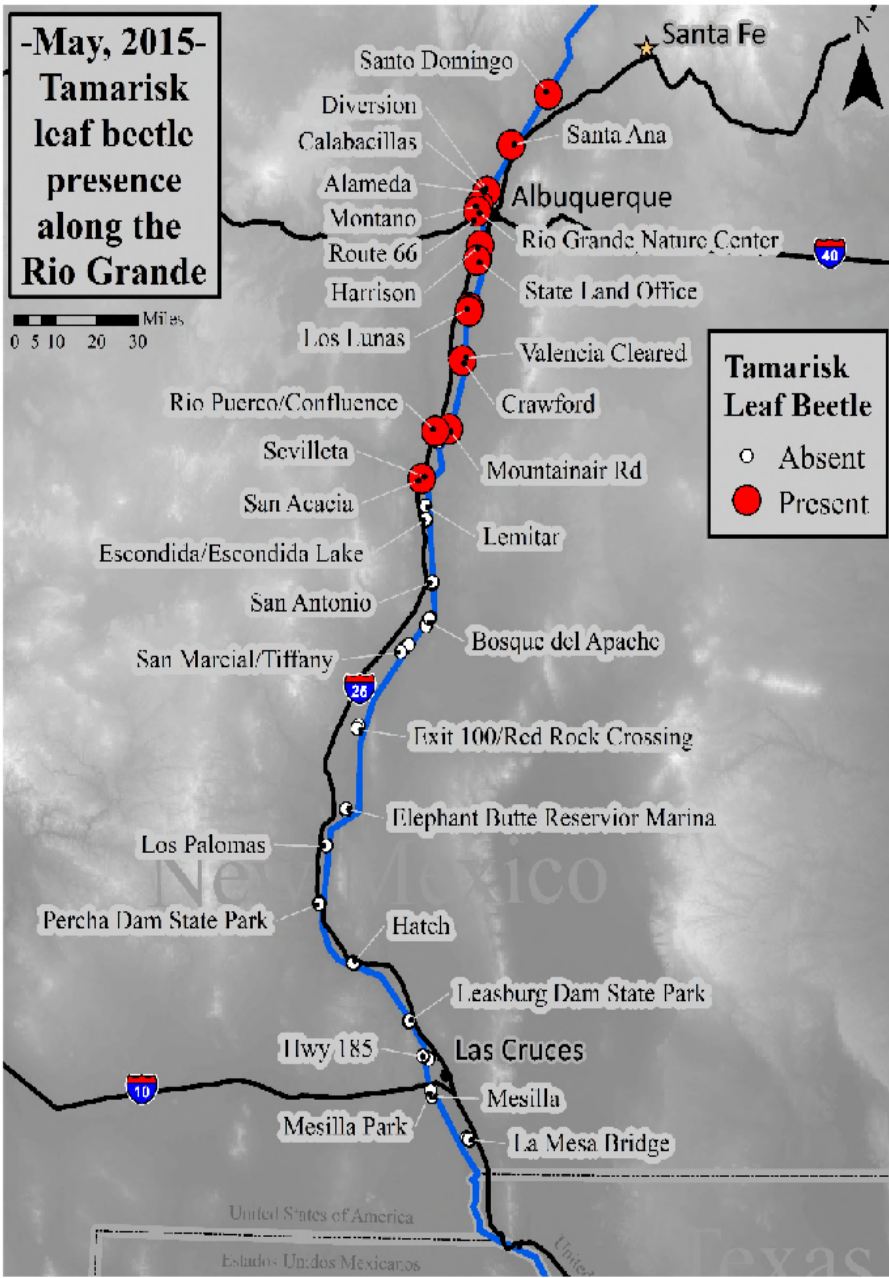 -May, 2015-
Tamarisk
leaf beetle
presence
along the
Rio Grande
N
Santa Fe
Santo Domingo
Diversion
Santa Ana
Calabacillas
Alameda
Albuquerque
Montano
Rio Grande Nature Center
Route 66
40
Harrison
State Land Office
Miles
0 5 10 20 30
Los Lunas
Valencia Cleared
Tamarisk
Leaf Beetle
Absent
Present
Crawford
Rio Puerco/Confluence
Sevilleta
Mountainair Rd
San Acacia
Lemitar
Escondida/Escondida Lake
San Antonio
Bosque del Apache
San Marcial/Tiffany
25
Exit 100/Red Rock Crossing
Elephant Butte Reservior Marina
Los Palomas
New Mexico
Percha Dam State Park
Hatch
Leasburg Dam State Park
Hwy 185
Las Cruces
10
Mesilla
Mesilla Park
La Mesa Bridge
United States of America
Estados Unidos Mexicanos
United
Texas